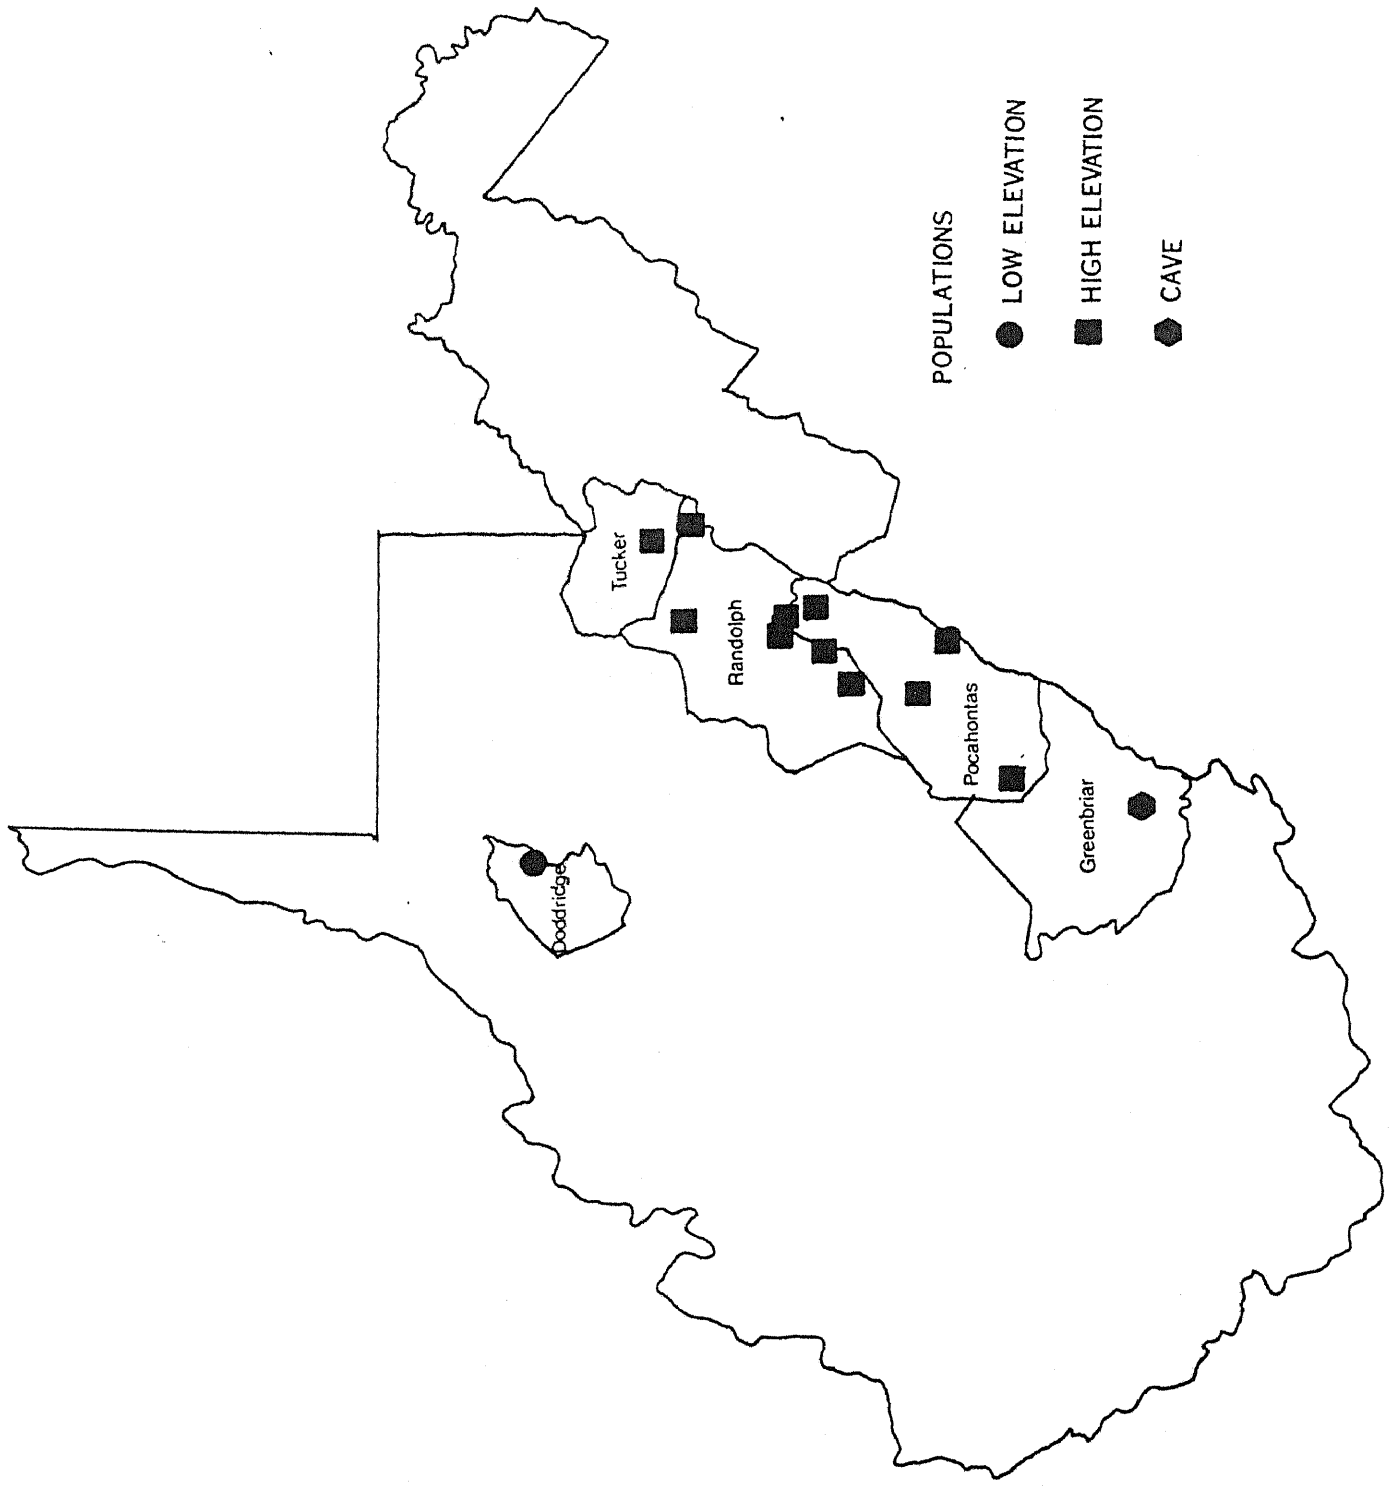 Tucker
Randolph
Doddridge
Pocahontas
Greenbriar
POPULATIONS
LOW ELEVATION
HIGH ELEVATION
CAVE